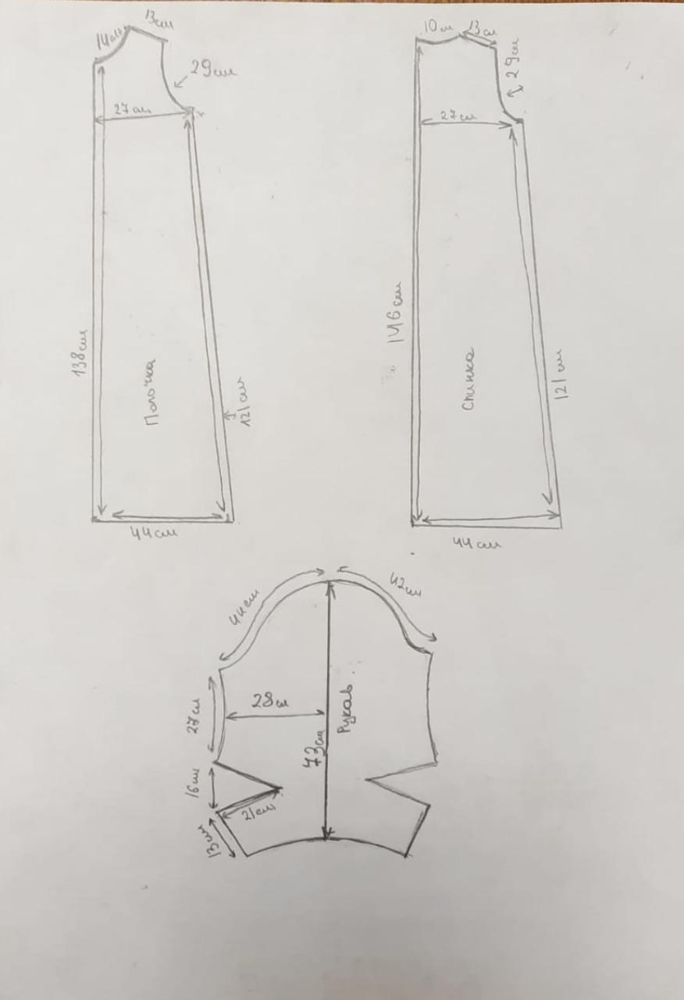 14см
13см
29см
27см
138см
Полочка
121см
44см
10см
13см
29см
27см
146см
Спинка
121см
44см
44см
42см
28см
Рукав
27см
73см
16см
21см
13см